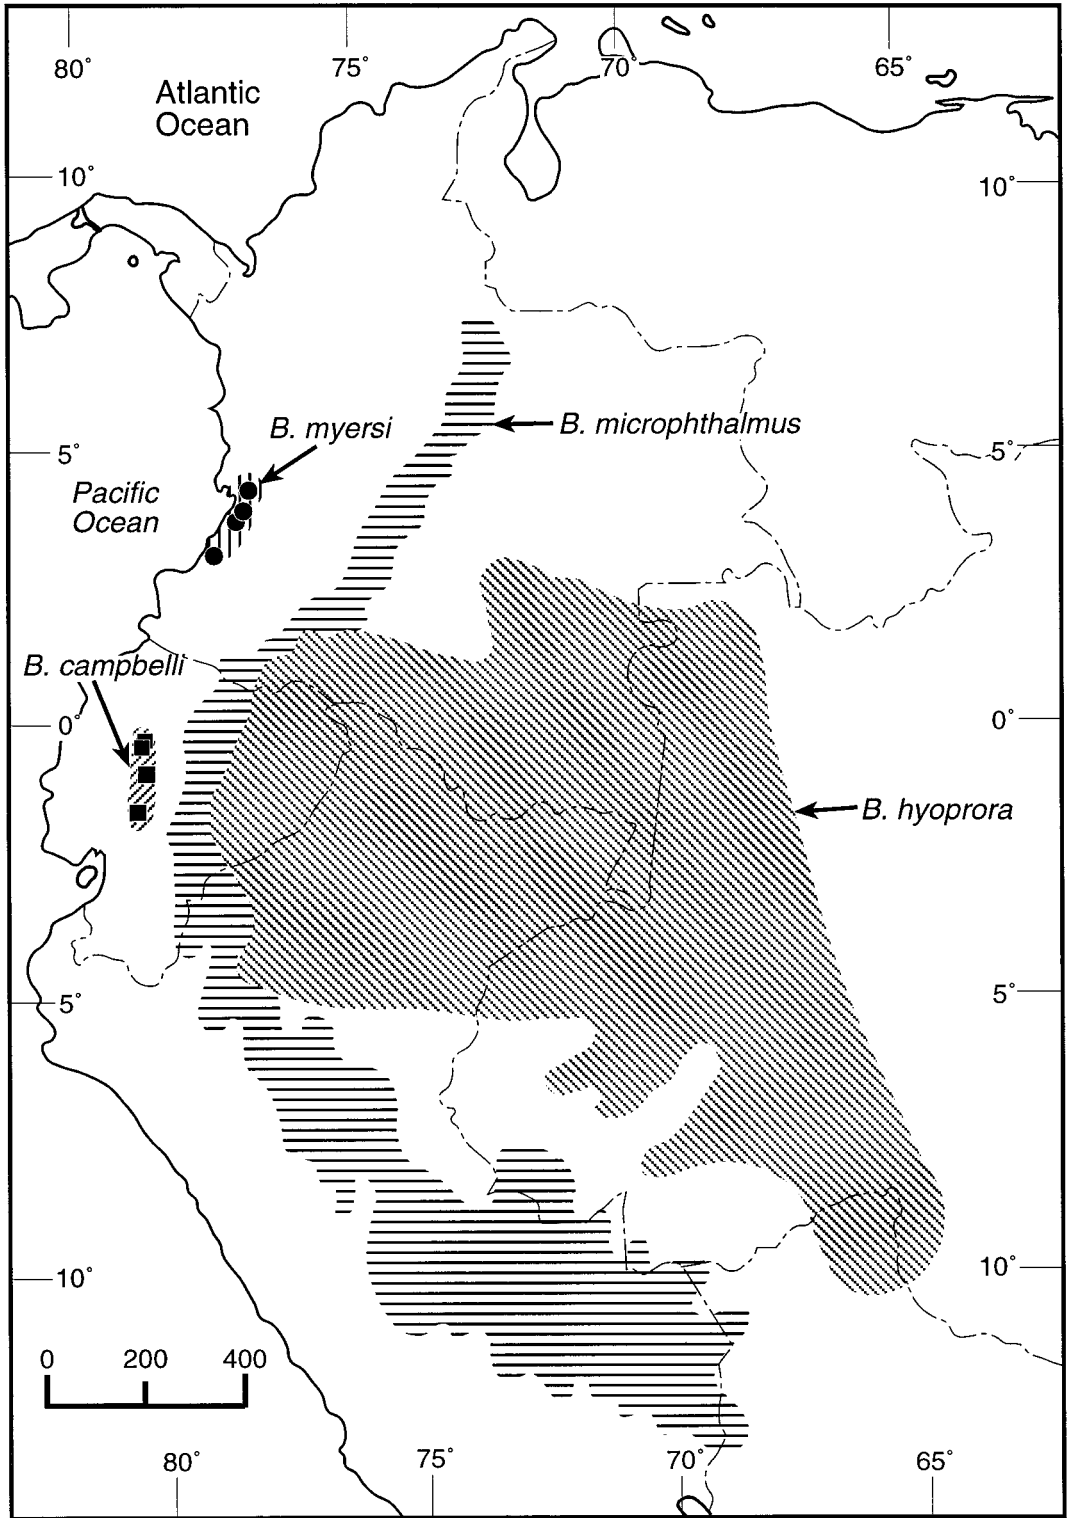 80° 75° 70° 65°
Atlantic
Ocean
10° 10°
B. myersi
B. microphthalmus
5° 5°
Pacific
Ocean
B. campbelli
0° 0°
B. hyoprora
5° 5°
10° 10°
0 200 400
80° 75° 70° 65°